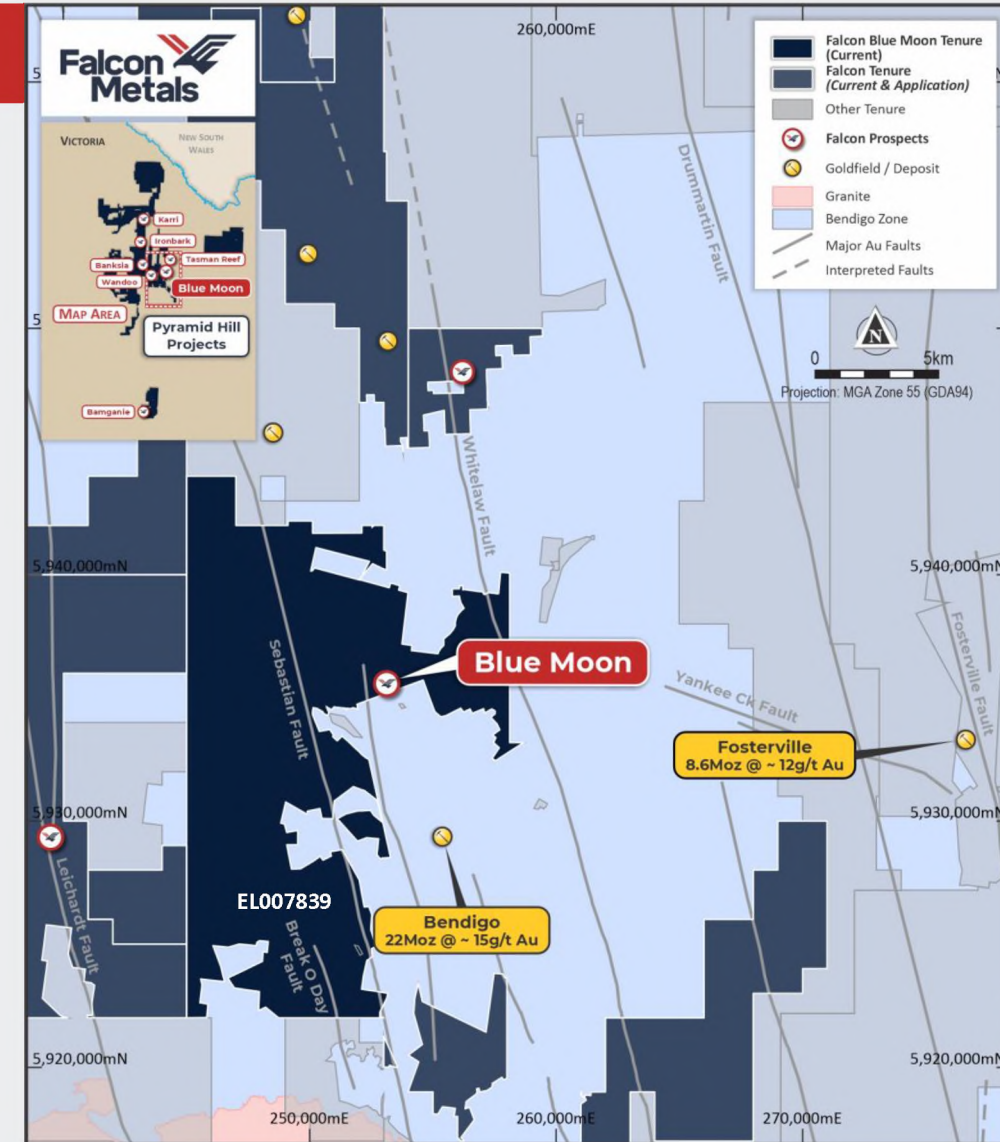 Falcon
Metals
VICTORIA
NEW SOUTH
WALES
Karri
Ironbark
Tasman Reef
Banksia
Wandoo
Blue Moon
MAP AREA
Pyramid Hill
Projects
Bamganie
260,000mE
Falcon Blue Moon Tenure
(Current)
Falcon Tenure
(Current & Application)
Other Tenure
Falcon Prospects
Goldfield / Deposit
Granite
Bendigo Zone
Major Au Faults
Interpreted Faults
N
0 5km
Projection: MGA Zone 55 (GDA94)
5
5
Drummartin Fault
Whitelaw Fault
5,940,000mN
5,940,000mN
Sebastian Fault
Blue Moon
Yankee Ck Fault
Fosterville Fault
Fosterville
8.6Moz @ ~ 12g/t Au
5,930,000mN
5,930,000mN
Leichardt Fault
EL007839
Bendigo
22Moz @ ~ 15g/t Au
Break O Day
Fault
5,920,000mN
5,920,000mN
250,000mE
260,000mE
270,000mE